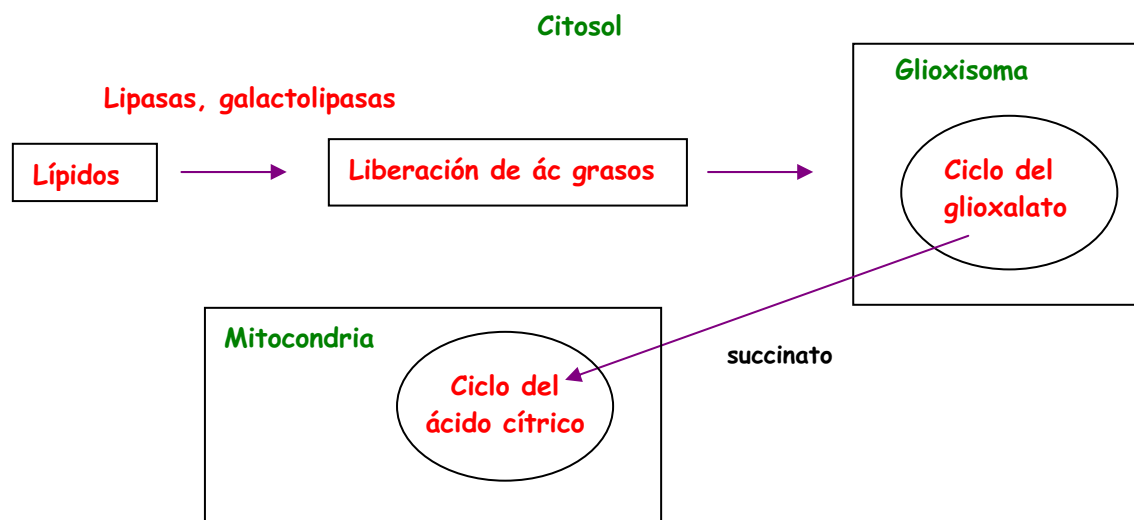 Citosol
Glioxisoma
Lipasas, galactolipasas
Lípidos
Liberación de ác grasos
Ciclo del
glioxalato
Mitocondria
succinato
Ciclo del
ácido cítrico